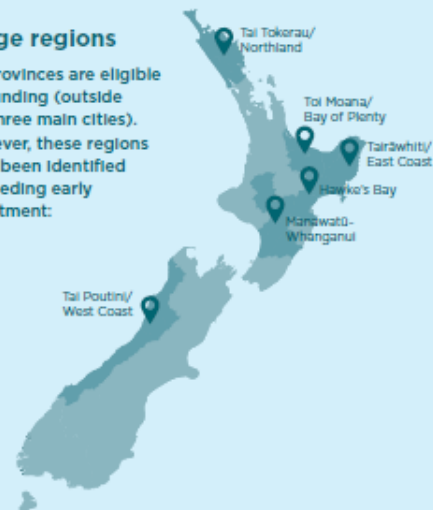 ge regions
rovinces are eligible
unding (outside
hree main cities).
ever, these regions
been identified
eding early
tment:
Tai Tokerau/
Northland
Toi Moana/
Bay of Plenty
Tairāwhiti/
East Coast
Hawke's Bay
Manawatū-
Whanganui
Tai Poutini/
West Coast